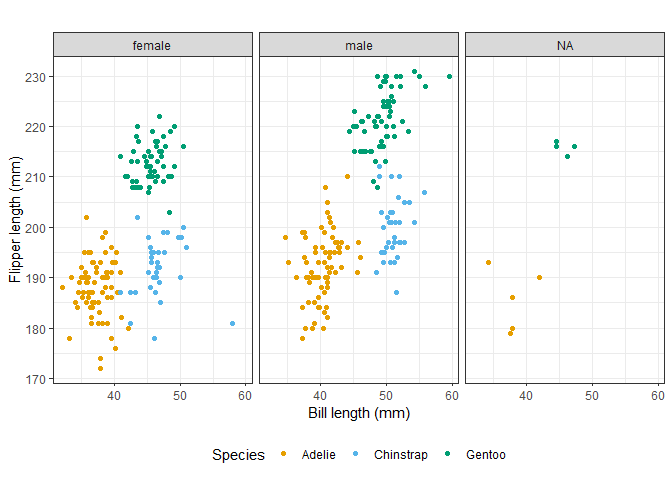 female male NA
Flipper length (mm)
230
220
210
200
190
180
170
40 50 60 40 50 60 40 50 60
Bill length (mm)
Species Adelie Chinstrap Gentoo